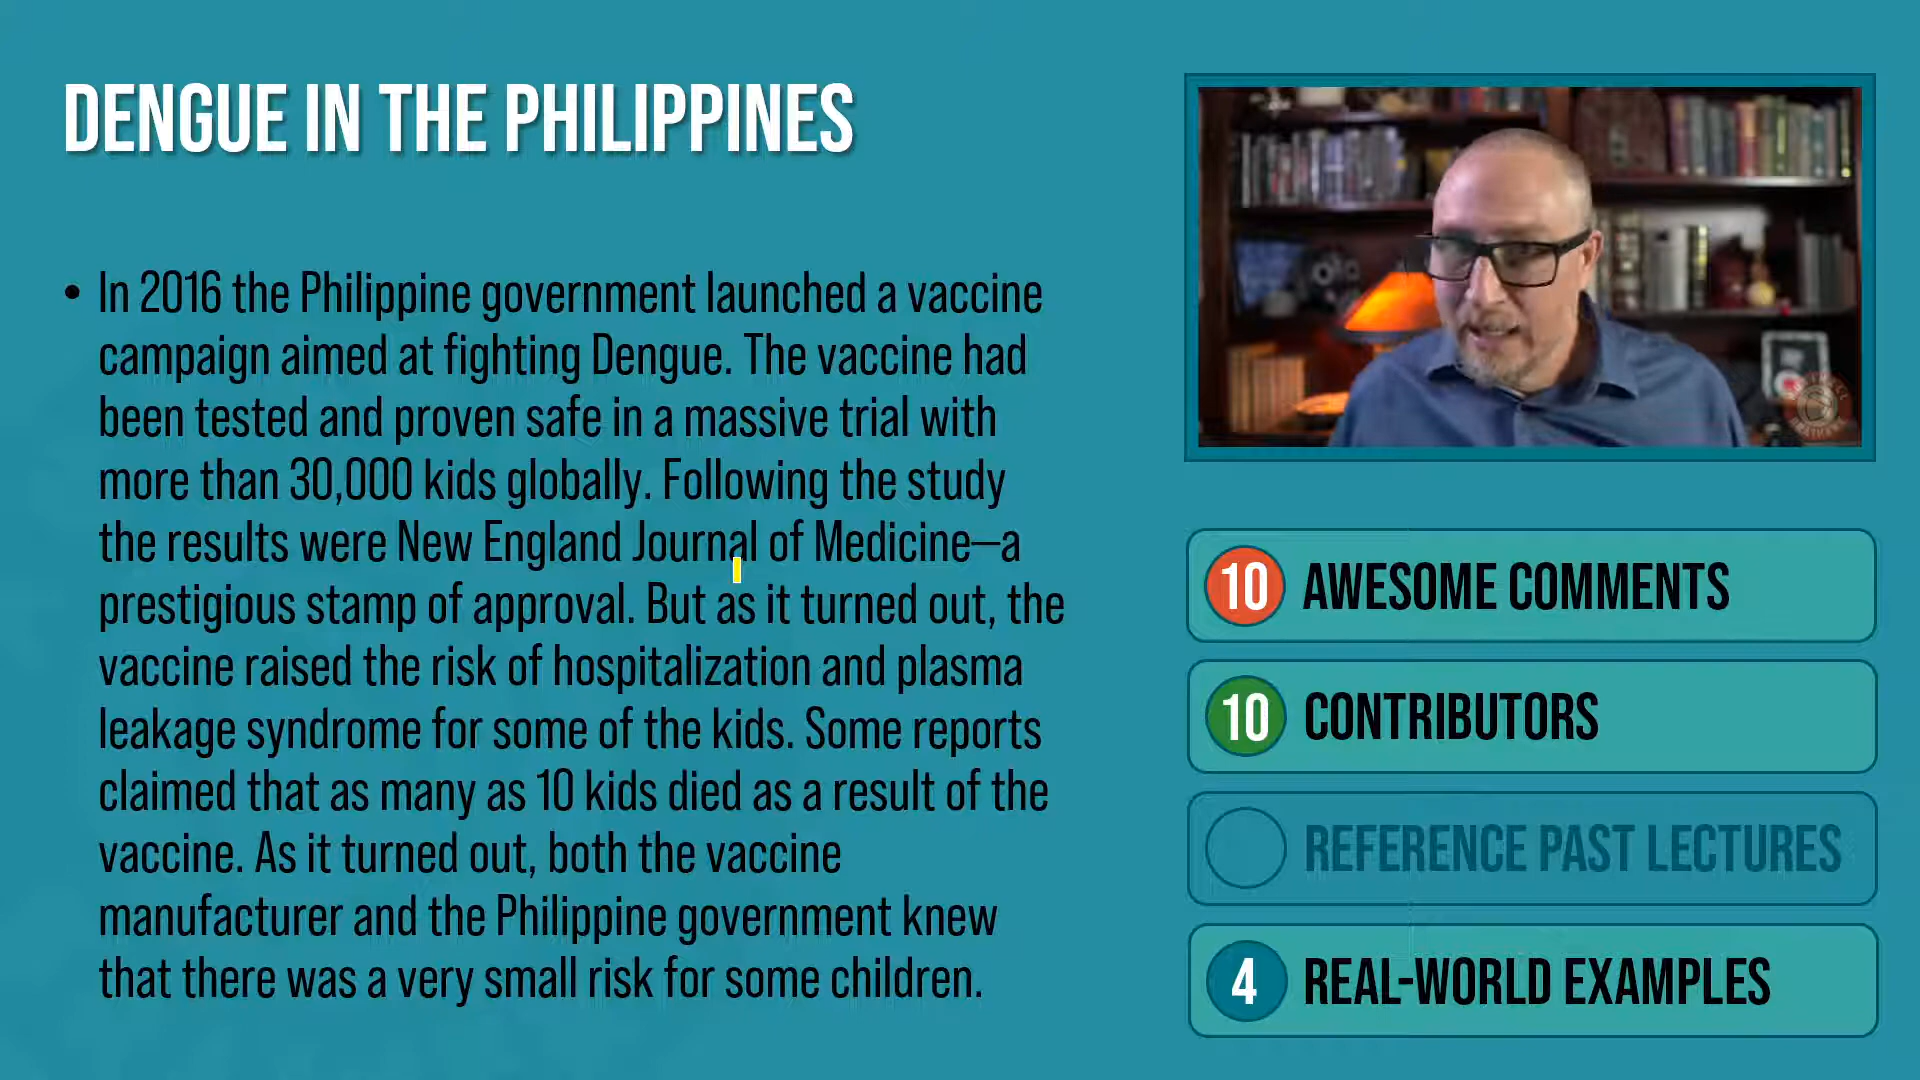 DENGUE IN THE PHILIPPINES
• In 2016 the Philippine government launched a vaccine
campaign aimed at fighting Dengue. The vaccine had
been tested and proven safe in a massive trial with
more than 30,000 kids globally. Following the study
the results were New England Journal of Medicine—a
prestigious stamp of approval. But as it turned out, the
vaccine raised the risk of hospitalization and plasma
leakage syndrome for some of the kids. Some reports
claimed that as many as 10 kids died as a result of the
vaccine. As it turned out, both the vaccine
manufacturer and the Philippine government knew
that there was a very small risk for some children.
10 AWESOME COMMENTS
10 CONTRIBUTORS
REFERENCE PAST LECTURES
4 REAL-WORLD EXAMPLES